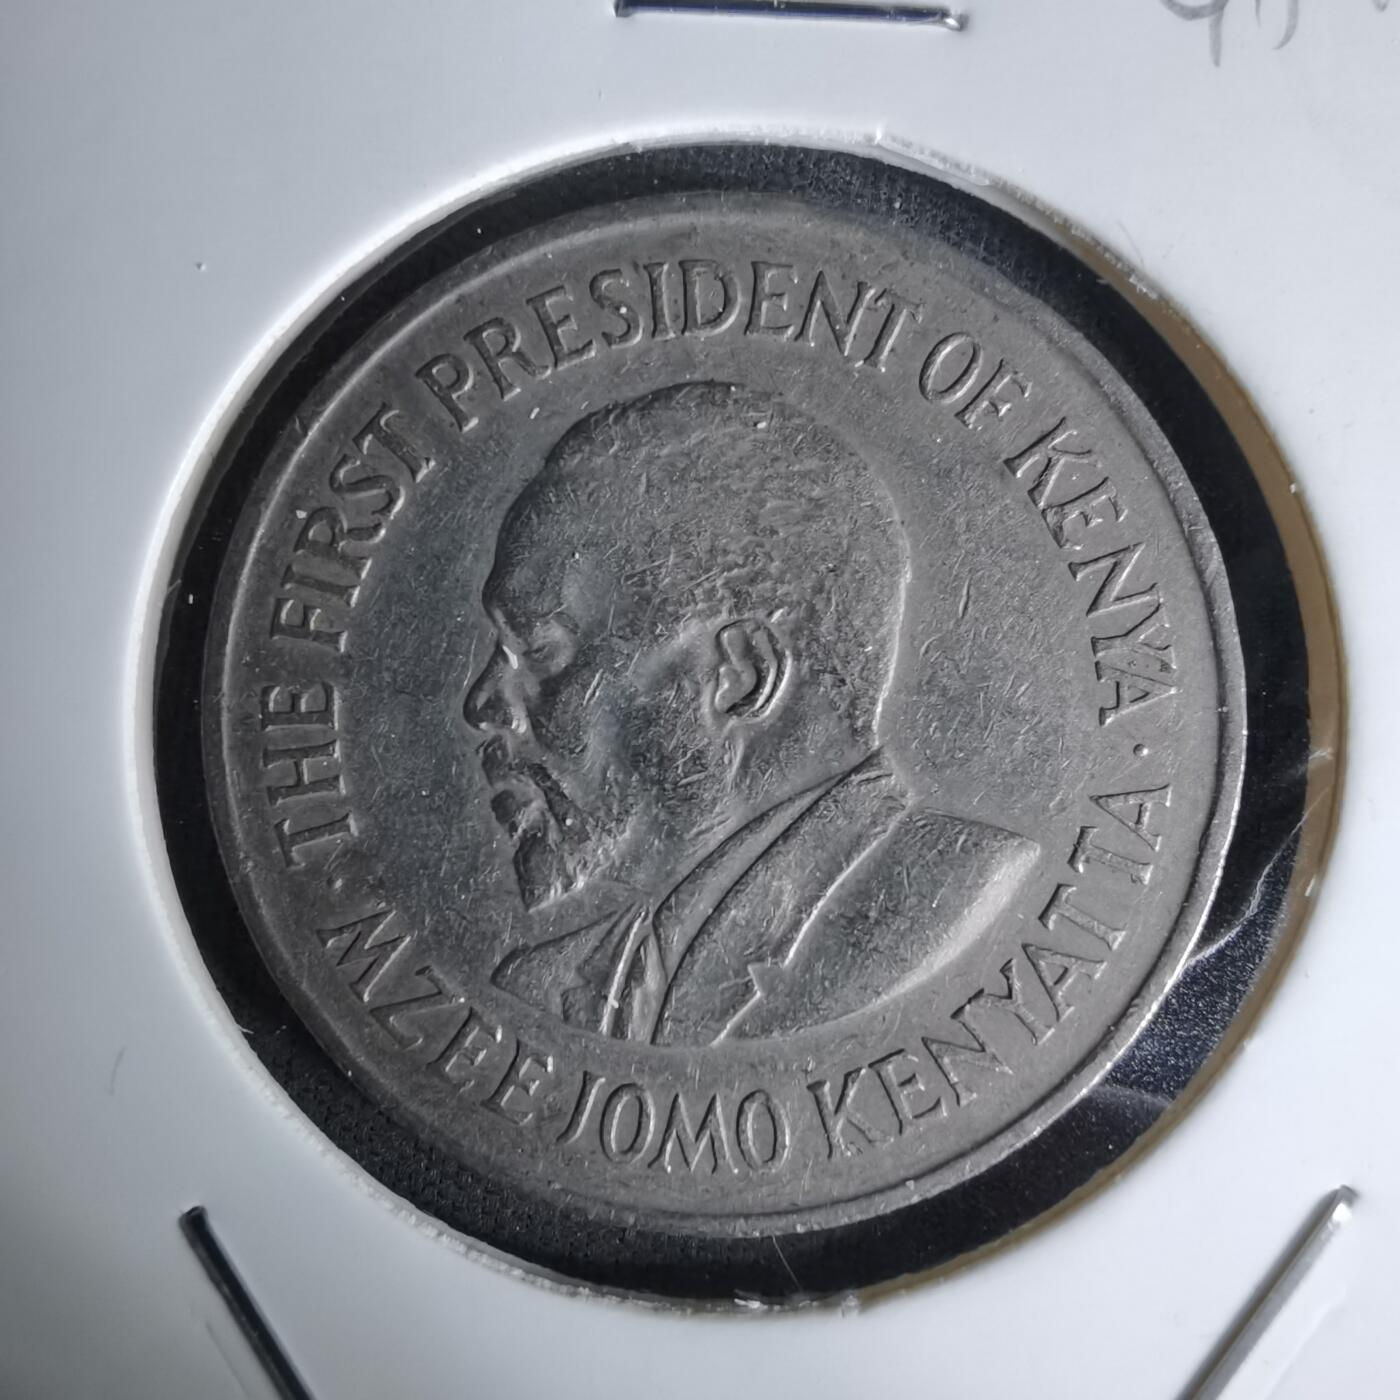 · THE FIRST PRESIDENT OF KENYA ·
MZEE JOMO KENYATTA